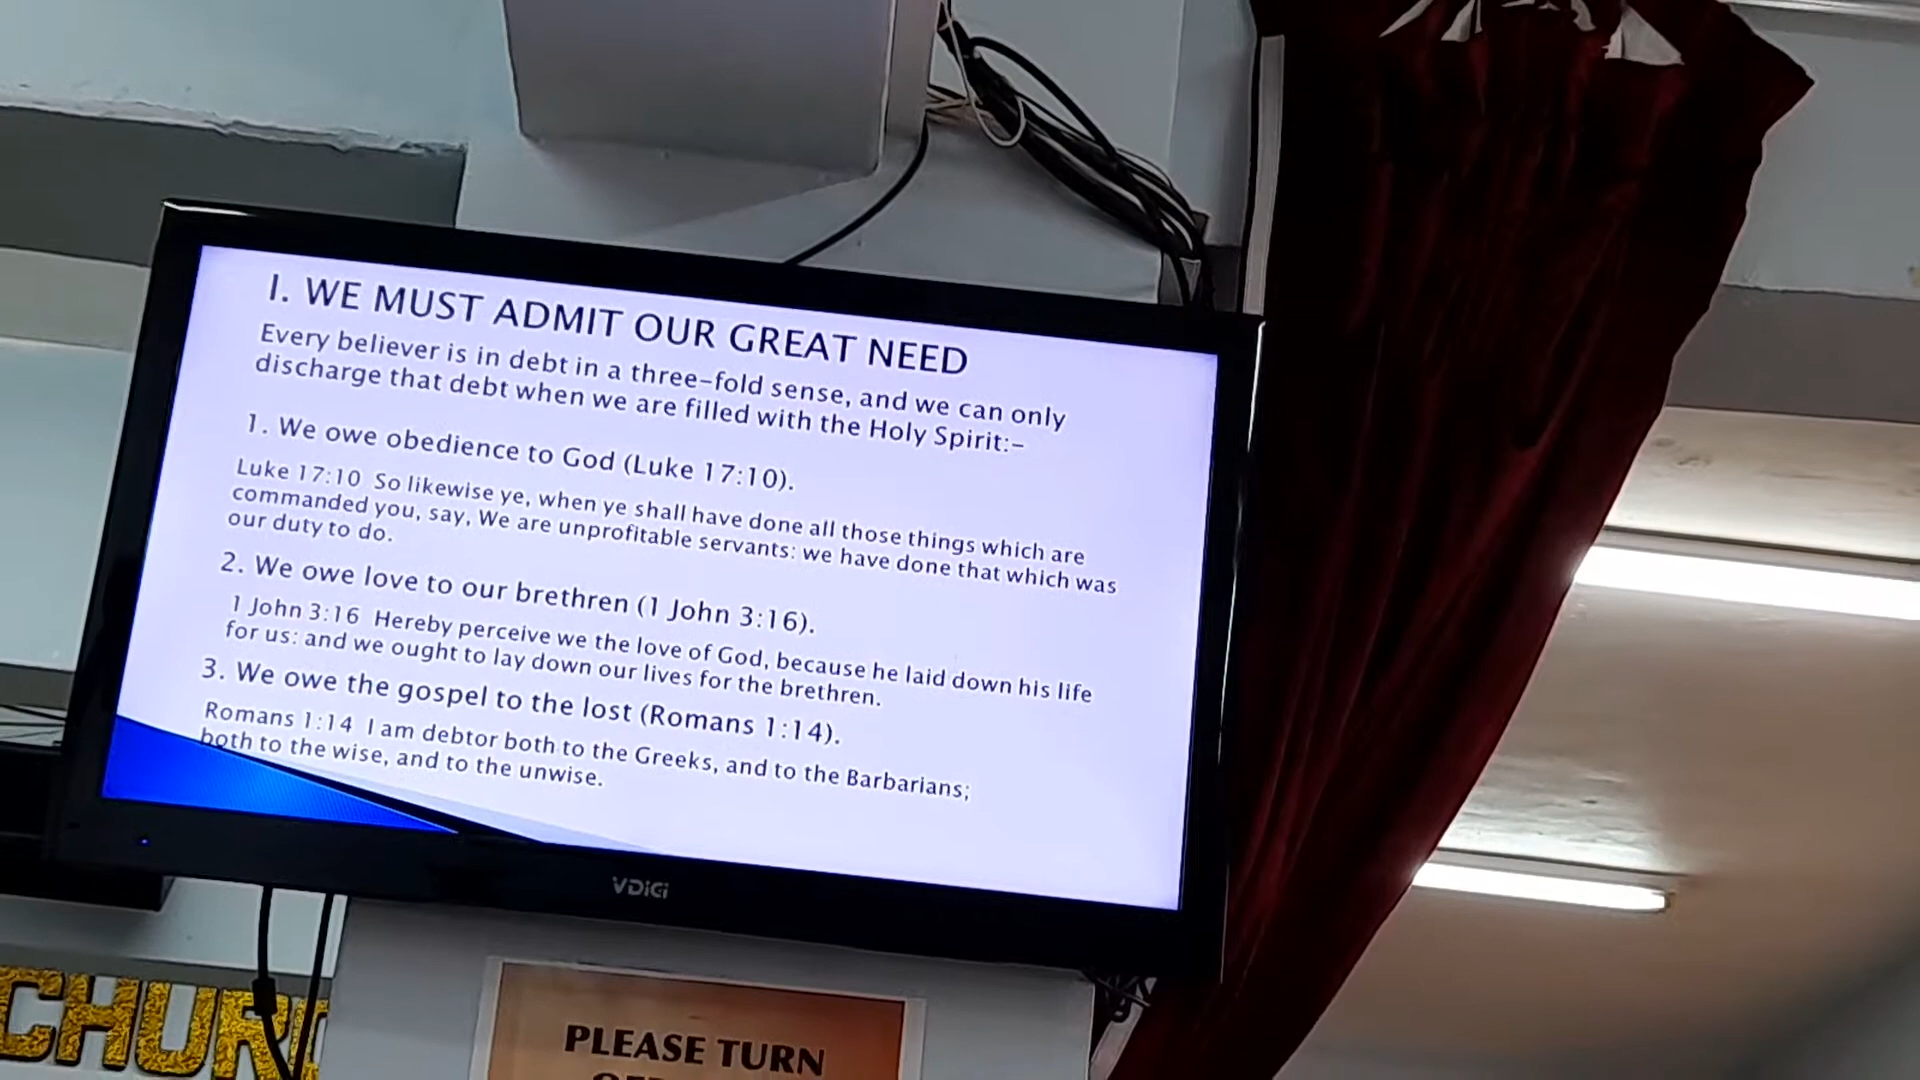 I. WE MUST ADMIT OUR GREAT NEED
Every believer is in debt in a three-fold sense, and we can only
discharge that debt when we are filled with the Holy Spirit:-
1. We owe obedience to God (Luke 17:10).
Luke 17:10 So likewise ye, when ye shall have done all those things which are
commanded you, say, We are unprofitable servants: we have done that which was
our duty to do.
2. We owe love to our brethren (1 John 3:16).
1 John 3:16 Hereby perceive we the love of God, because he laid down his life
for us: and we ought to lay down our lives for the brethren.
3. We owe the gospel to the lost (Romans 1:14).
Romans 1:14 I am debtor both to the Greeks, and to the Barbarians;
both to the wise, and to the unwise.
VDiGi
CHUR
PLEASE TURN